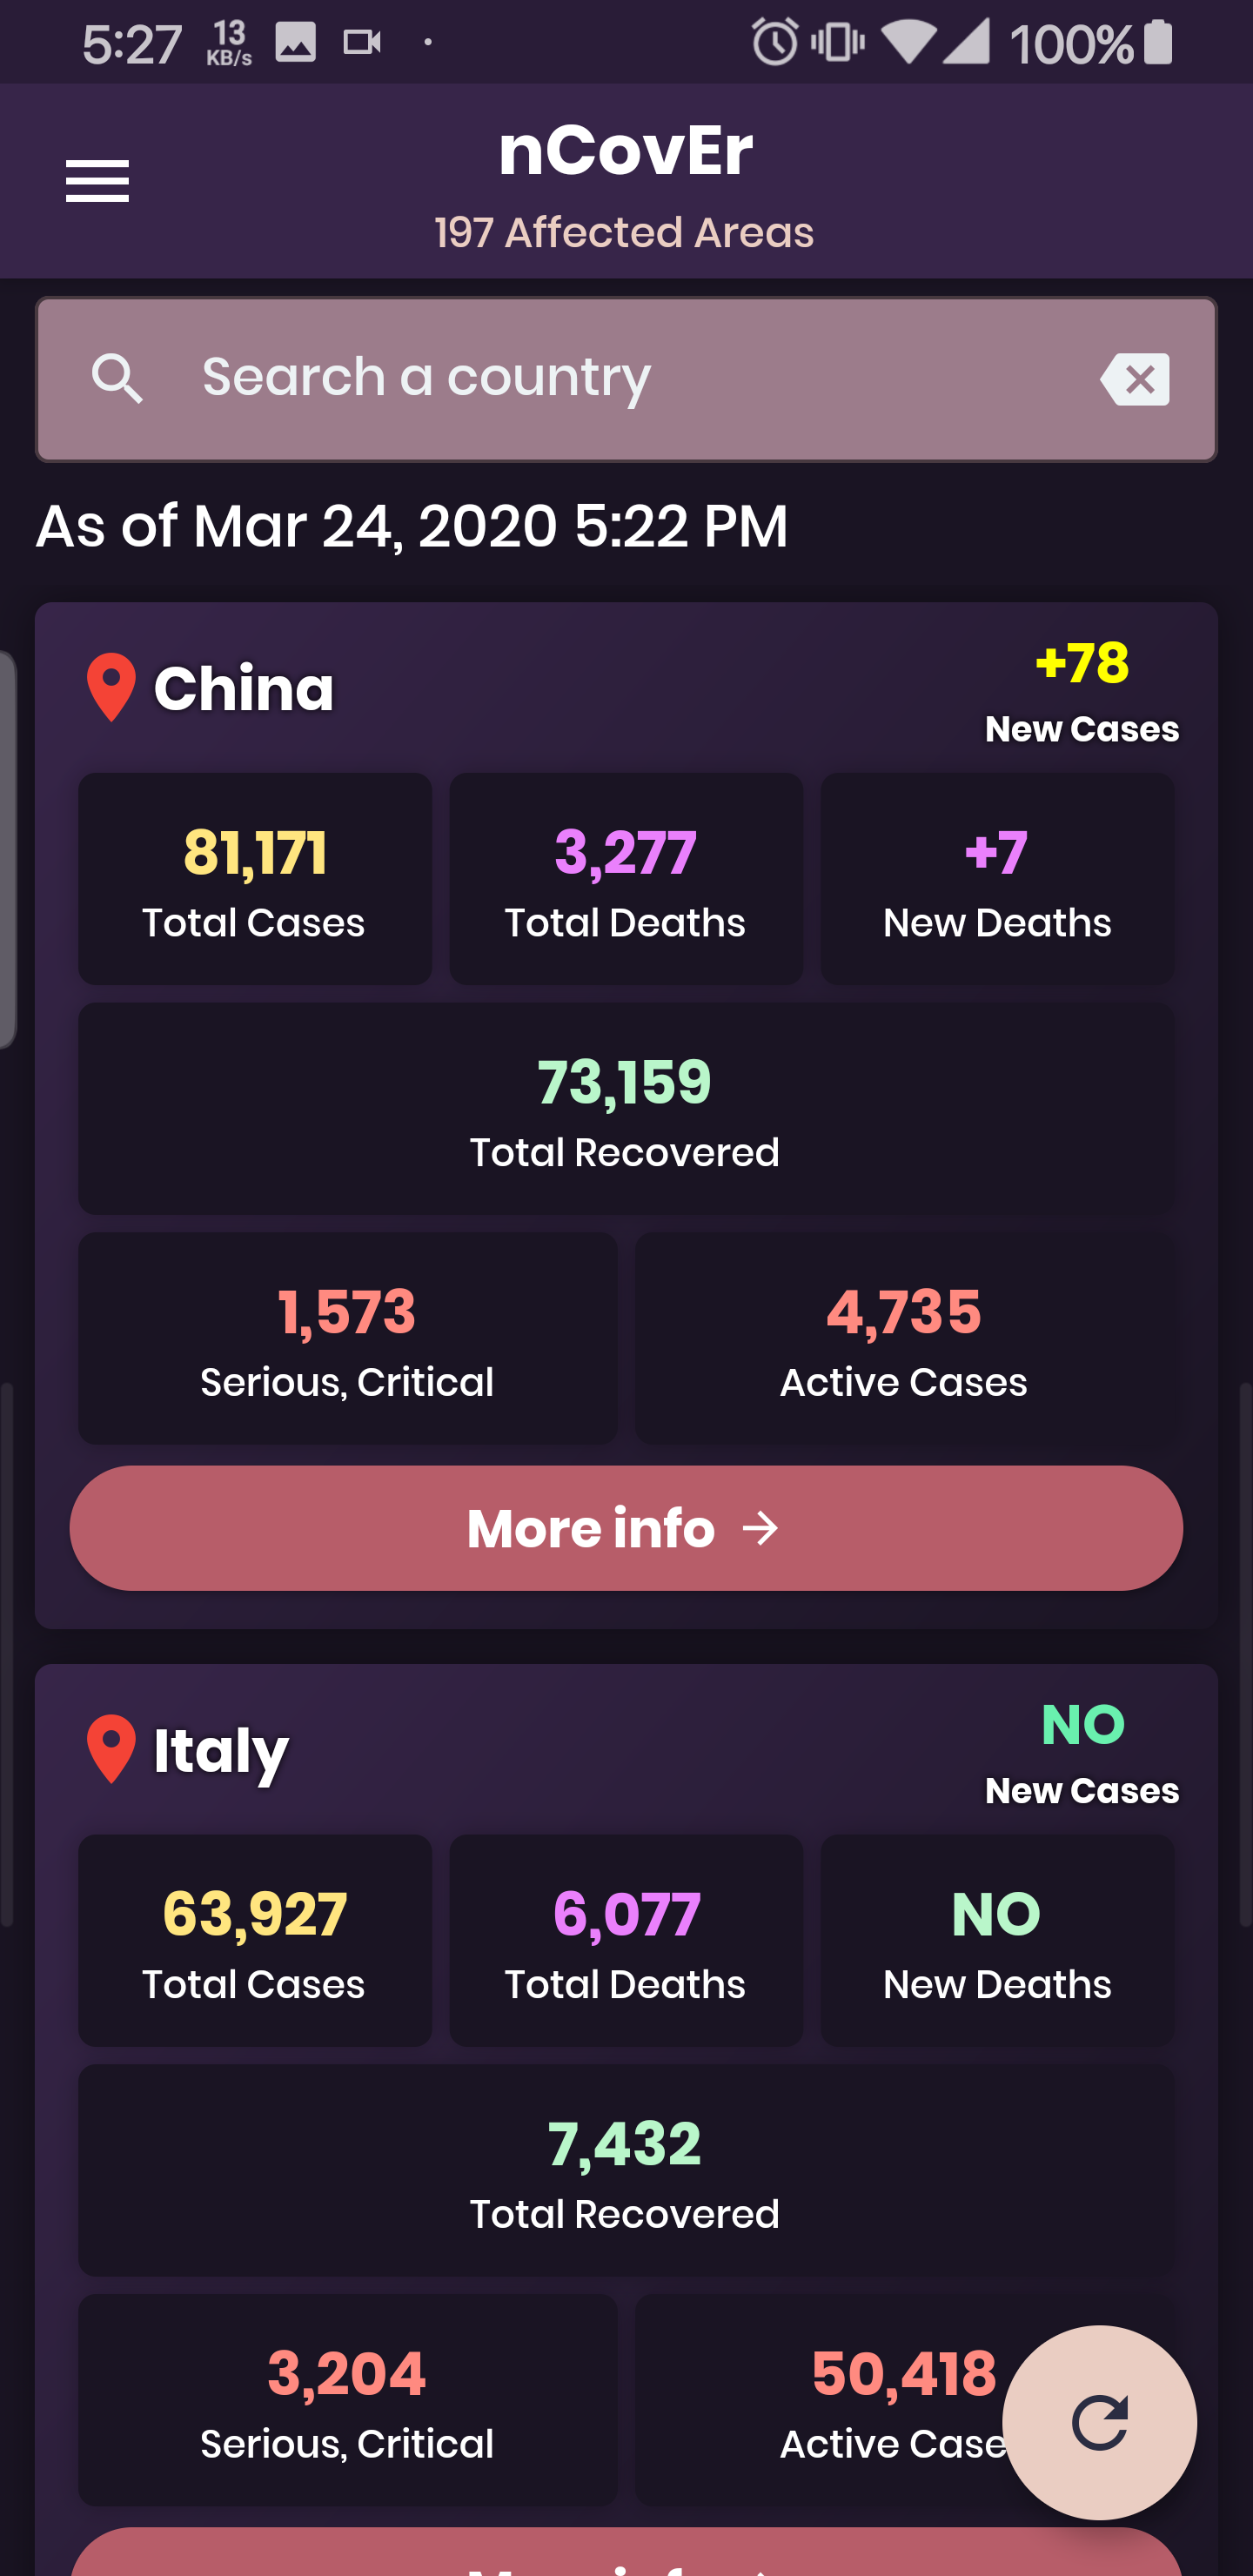 5:27 13 KB/s 100%
nCovEr
197 Affected Areas
Search a country
As of Mar 24, 2020 5:22 PM
China
+78
New Cases
81,171 3,277 +7
Total Cases Total Deaths New Deaths
73,159
Total Recovered
1,573 4,735
Serious, Critical Active Cases
More info
Italy
NO
New Cases
63,927 6,077 NO
Total Cases Total Deaths New Deaths
7,432
Total Recovered
3,204 50,418
Serious, Critical Active Case